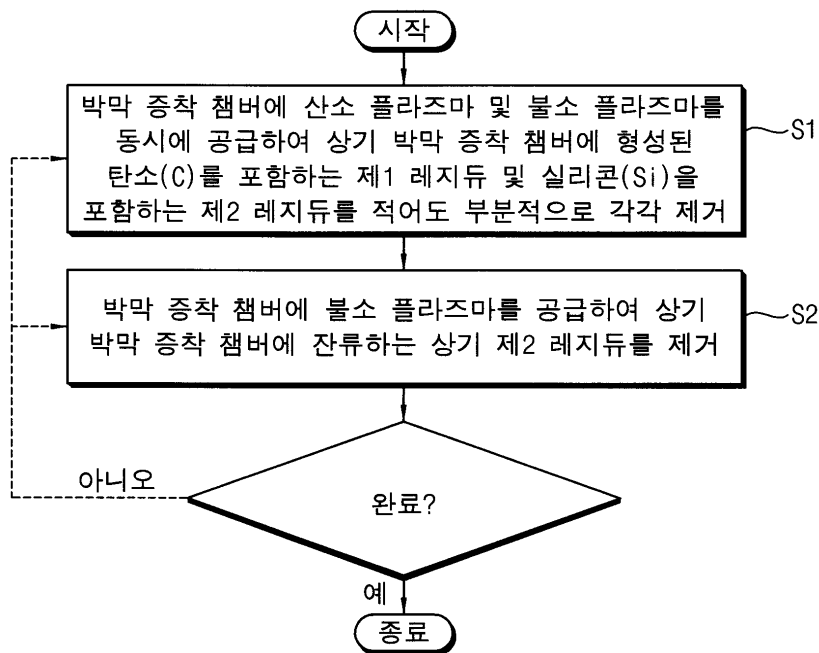 시작
박막 증착 챔버에 산소 플라즈마 및 불소 플라즈마를
동시에 공급하여 상기 박막 증착 챔버에 형성된
탄소(C)를 포함하는 제1 레지듀 및 실리콘(Si)을
포함하는 제2 레지듀를 적어도 부분적으로 각각 제거
S1
박막 증착 챔버에 불소 플라즈마를 공급하여 상기
박막 증착 챔버에 잔류하는 상기 제2 레지듀를 제거
S2
아니오
완료?
예
종료